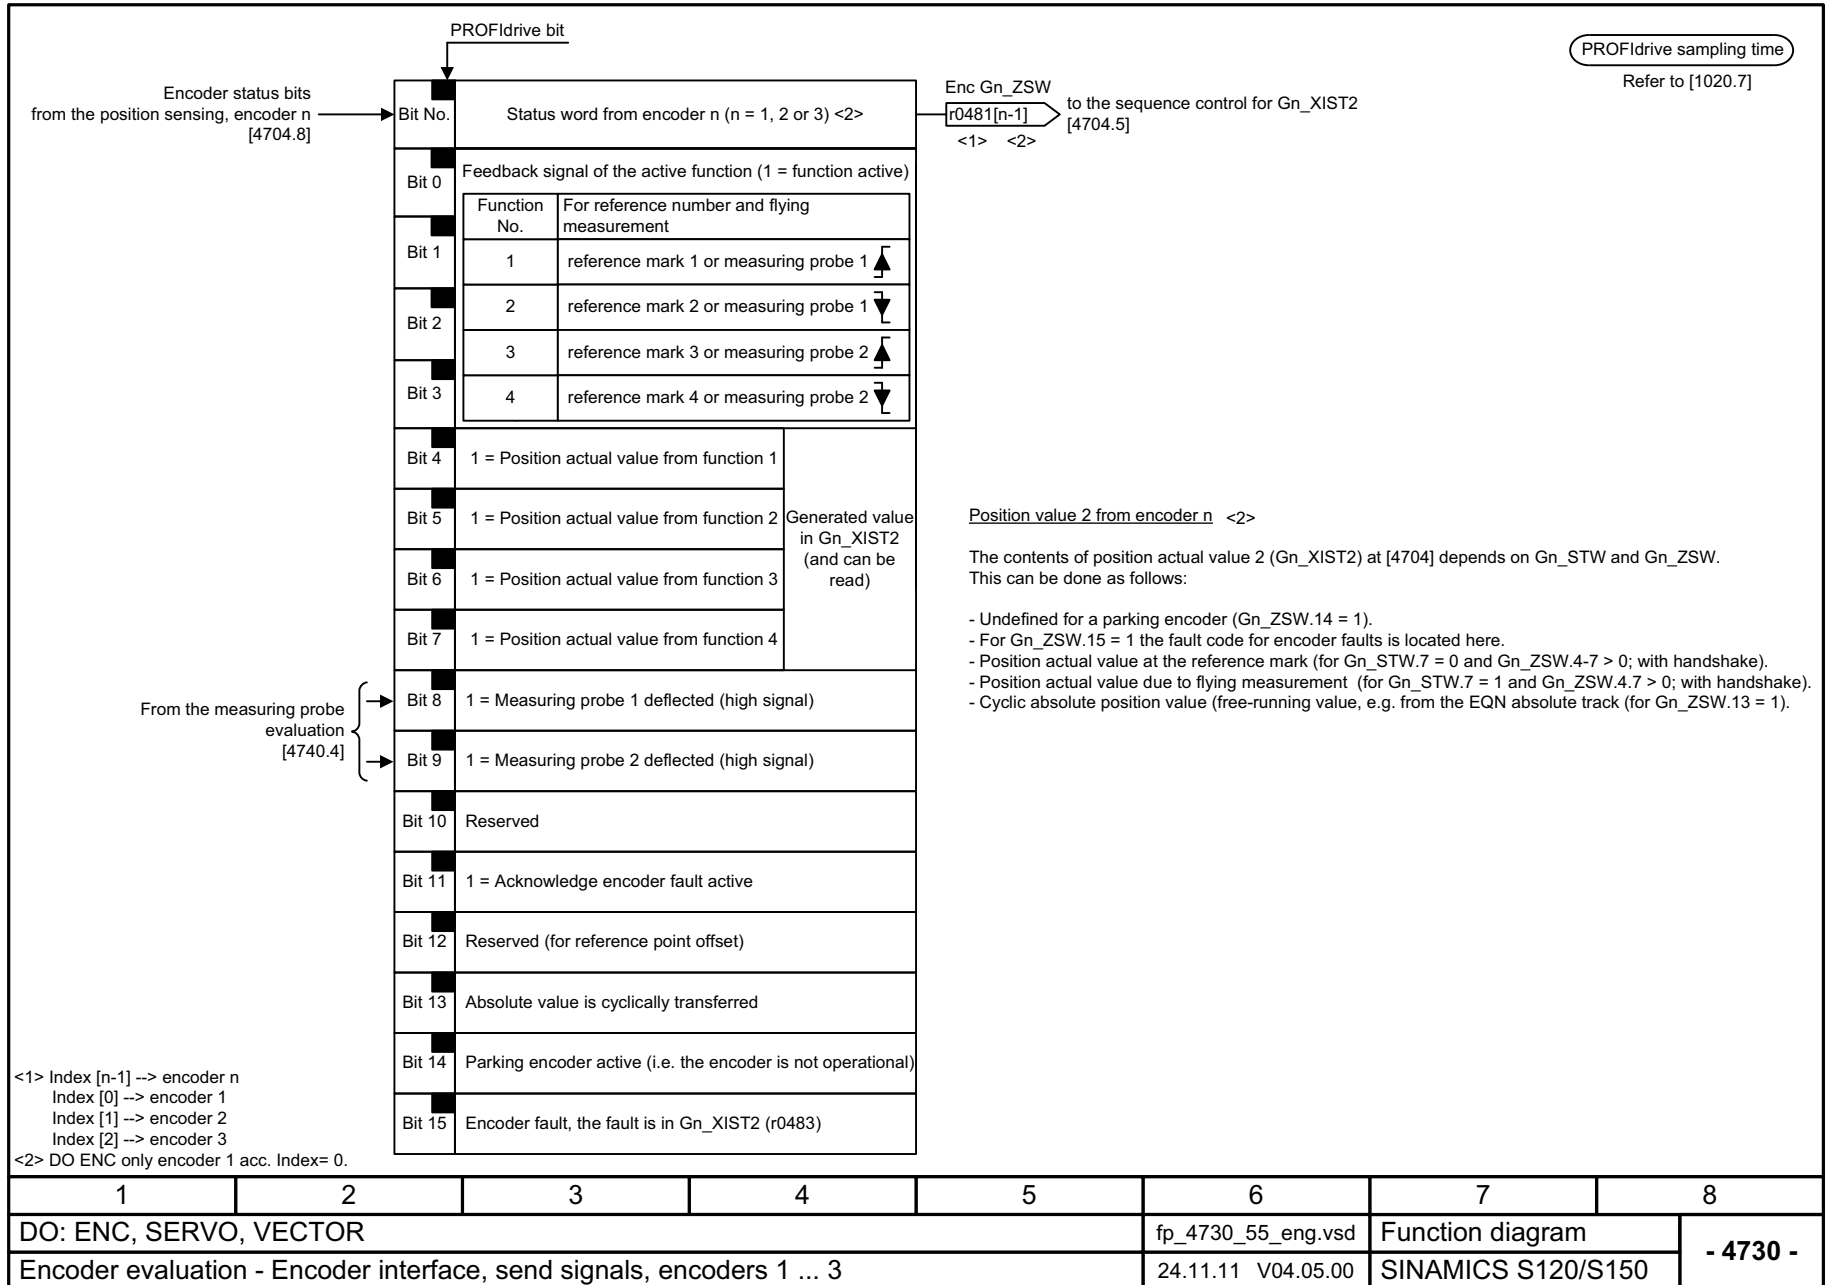 PROFIdrive bit
PROFIdrive sampling time
Refer to [1020.7]
Encoder status bits
from the position sensing, encoder n
[4704.8]
Bit No.
Status word from encoder n (n = 1, 2 or 3) <2>
Enc Gn_ZSW
r0481[n-1]
<1> <2>
to the sequence control for Gn_XIST2
[4704.5]
Bit 0
Bit 1
Bit 2
Bit 3
Feedback signal of the active function (1 = function active)
Function
No.
For reference number and flying
measurement
1 reference mark 1 or measuring probe 1
2 reference mark 2 or measuring probe 1
3 reference mark 3 or measuring probe 2
4 reference mark 4 or measuring probe 2
Bit 4 1 = Position actual value from function 1
Bit 5 1 = Position actual value from function 2
Bit 6 1 = Position actual value from function 3
Bit 7 1 = Position actual value from function 4
Generated value
in Gn_XIST2
(and can be
read)
From the measuring probe
evaluation
[4740.4]
Bit 8 1 = Measuring probe 1 deflected (high signal)
Bit 9 1 = Measuring probe 2 deflected (high signal)
Bit 10 Reserved
Bit 11 1 = Acknowledge encoder fault active
Bit 12 Reserved (for reference point offset)
Bit 13 Absolute value is cyclically transferred
Bit 14 Parking encoder active (i.e. the encoder is not operational)
Bit 15 Encoder fault, the fault is in Gn_XIST2 (r0483)
Position value 2 from encoder n <2>
The contents of position actual value 2 (Gn_XIST2) at [4704] depends on Gn_STW and Gn_ZSW.
This can be done as follows:
- Undefined for a parking encoder (Gn_ZSW.14 = 1).
- For Gn_ZSW.15 = 1 the fault code for encoder faults is located here.
- Position actual value at the reference mark (for Gn_STW.7 = 0 and Gn_ZSW.4-7 > 0; with handshake).
- Position actual value due to flying measurement (for Gn_STW.7 = 1 and Gn_ZSW.4.7 > 0; with handshake).
- Cyclic absolute position value (free-running value, e.g. from the EQN absolute track (for Gn_ZSW.13 = 1).
<1> Index [n-1] --> encoder n
Index [0] --> encoder 1
Index [1] --> encoder 2
Index [2] --> encoder 3
<2> DO ENC only encoder 1 acc. Index= 0.
1 2 3 4 5 6 7 8
DO: ENC, SERVO, VECTOR
fp_4730_55_eng.vsd
Function diagram
- 4730 -
Encoder evaluation - Encoder interface, send signals, encoders 1 ... 3
24.11.11 V04.05.00
SINAMICS S120/S150